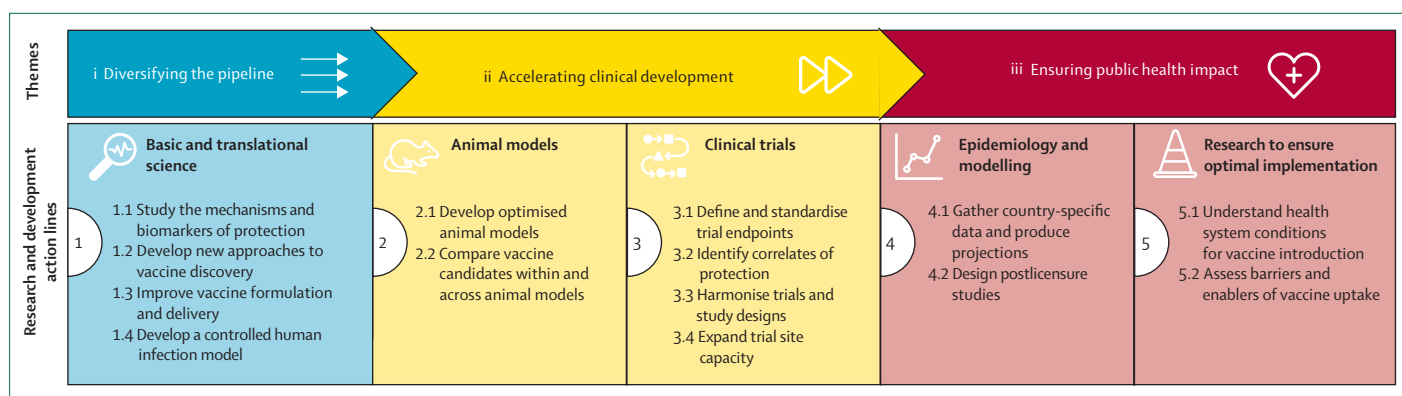 Themes
i Diversifying the pipeline
ii Accelerating clinical development
iii Ensuring public health impact
Research and development
action lines
1
Basic and translational
science
1.1 Study the mechanisms and
biomarkers of protection
1.2 Develop new approaches to
vaccine discovery
1.3 Improve vaccine formulation
and delivery
1.4 Develop a controlled human
infection model
2
Animal models
2.1 Develop optimised
animal models
2.2 Compare vaccine
candidates within and
across animal models
3
Clinical trials
3.1 Define and standardise
trial endpoints
3.2 Identify correlates of
protection
3.3 Harmonise trials and
study designs
3.4 Expand trial site
capacity
4
Epidemiology and
modelling
4.1 Gather country-specific
data and produce
projections
4.2 Design postlicensure
studies
5
Research to ensure
optimal implementation
5.1 Understand health
system conditions
for vaccine introduction
5.2 Assess barriers and
enablers of vaccine uptake